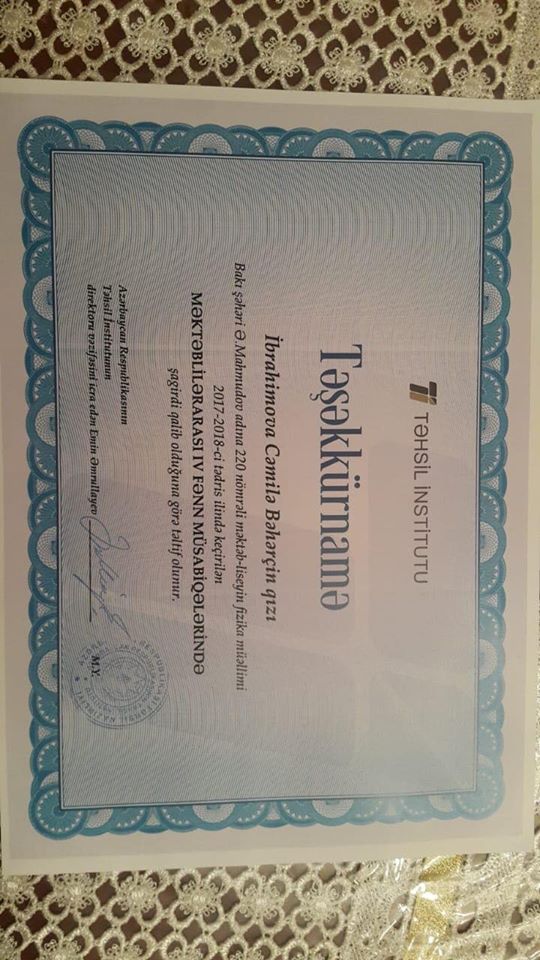 TƏHSİL İNSTİTUTU
Təşəkkürnamə
İbrahimova Cəmilə Bəhərçin qızı
Bakı şəhəri Ə.Mahmudov adına 220 nömrəli məktəb-liseyin fizika müəllimi
2017-2018-ci tədris ilində keçirilən
MƏKTƏBLİLƏRARASI IV FƏNN MÜSABİQƏLƏRİNDƏ
şagirdi qalib olduğuna görə təltif olunur.
Azərbaycan Respublikasının
Təhsil İnstitutunun
direktoru vəzifəsini icra edən Emin Əmrullayev
M.Y.